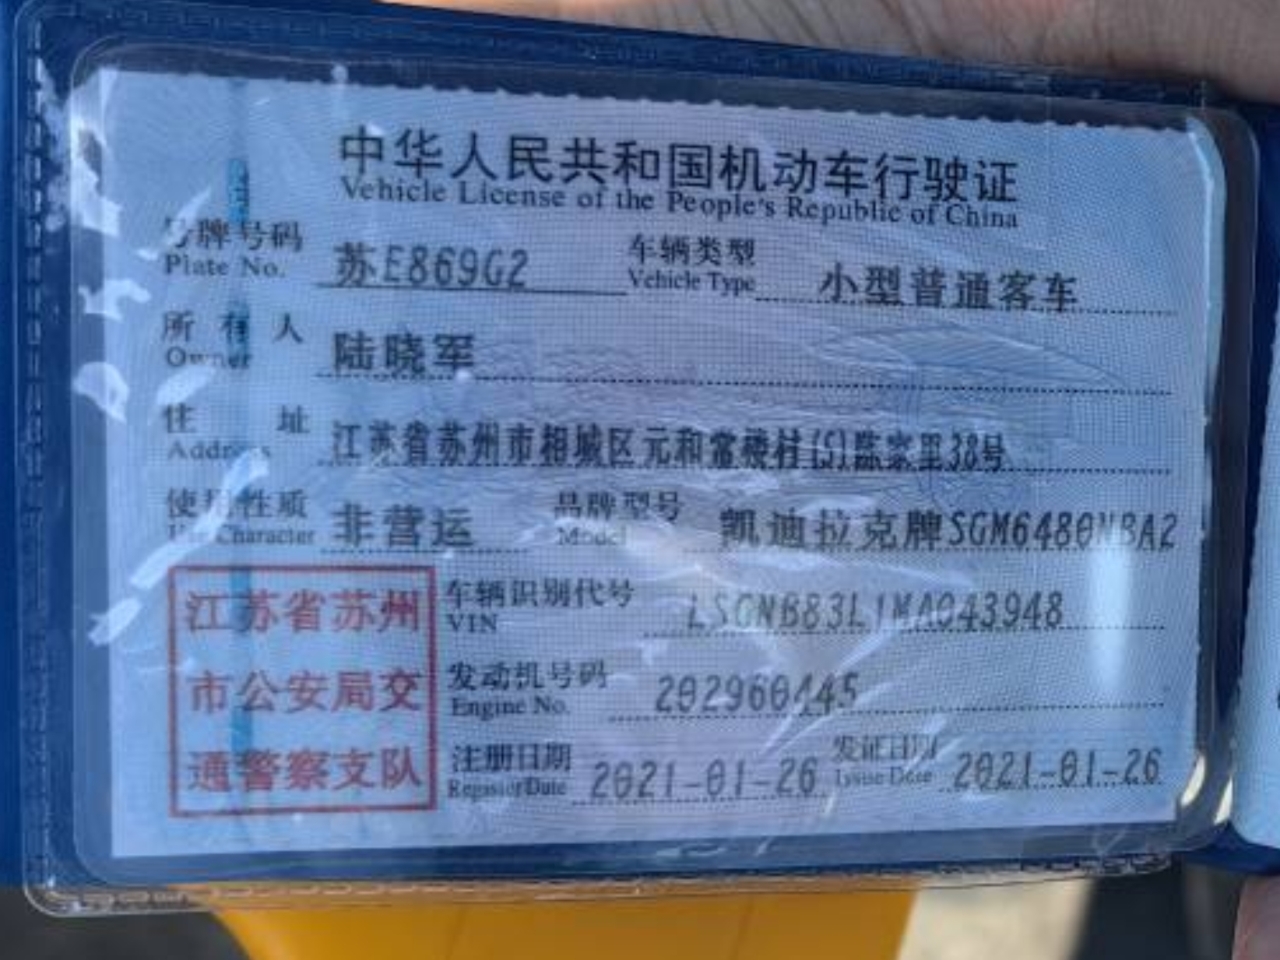 中华人民共和国机动车行驶证
Vehicle License of the People's Republic of China
号牌号码 苏E869G2 车辆类型 小型普通客车
Plate No. Vehicle Type
所有人 陆晓军
Owner
住址 江苏省苏州市相城区元和常楼村(5)陈家里38号
Address
使用性质 非营运 品牌型号 凯迪拉克牌SGM6480NBA2
Use Character Model
江苏省苏州
市公安局交
通警察支队
车辆识别代号 LSGNB83L1MA043948
VIN
发动机号码 202960445
Engine No.
注册日期 2021-01-26 发证日期 2021-01-26
Register Date Issue Date